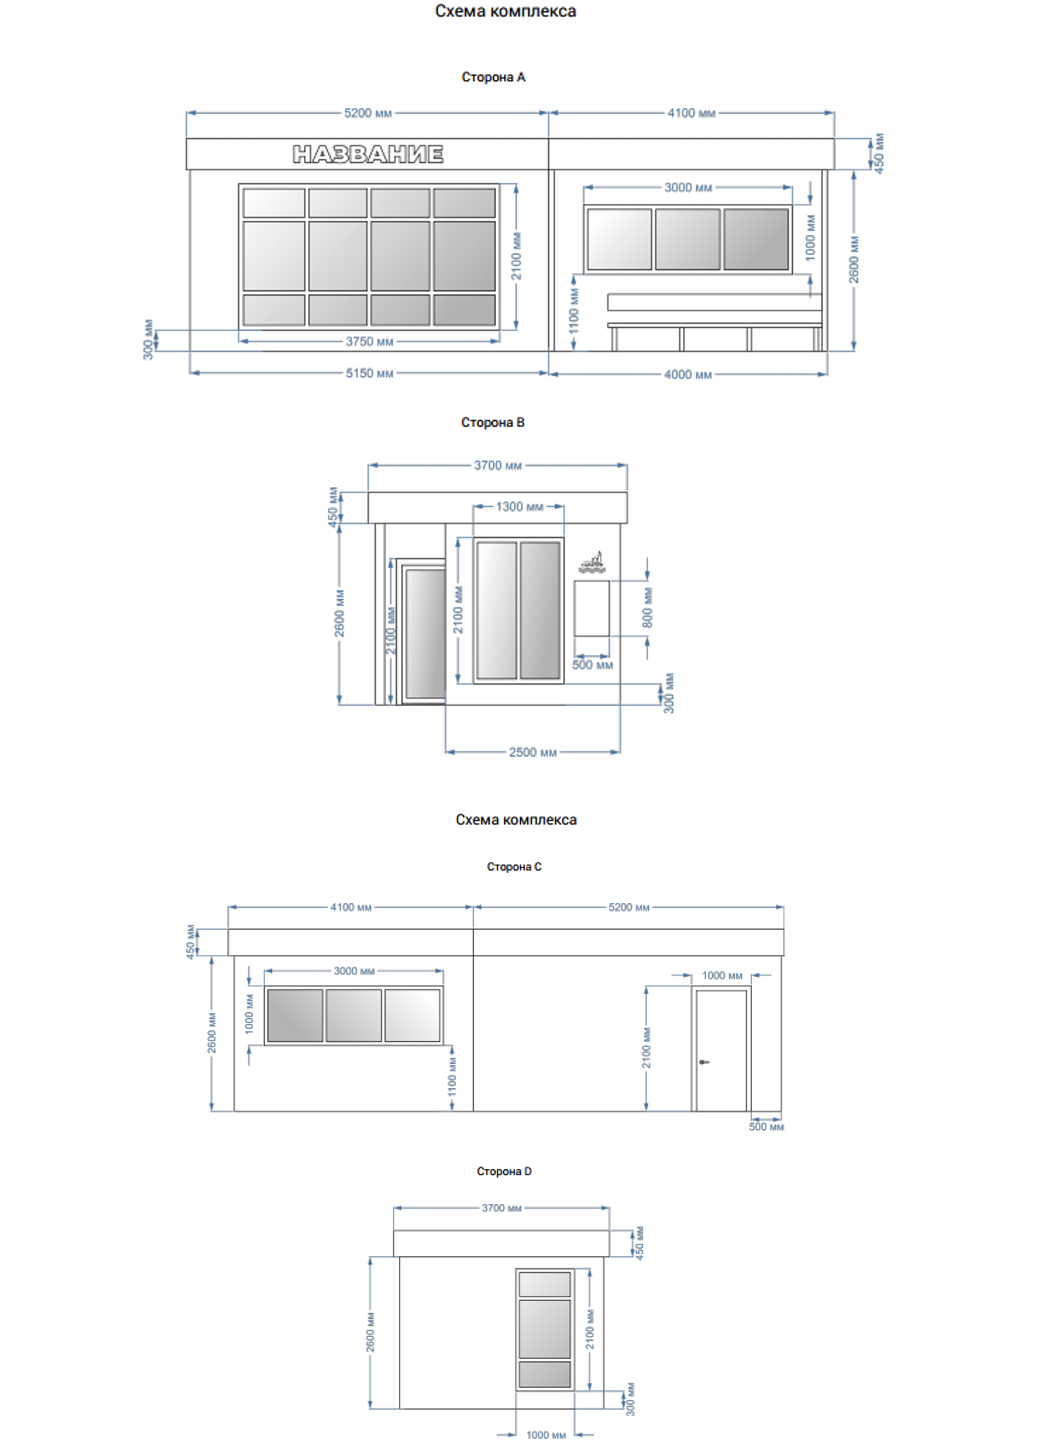 Схема комплекса
Сторона А
5200 мм
4100 мм
450 мм
НАЗВАНИЕ
3000 мм
2100 мм
1000 мм
2600 мм
1100 мм
300 мм
3750 мм
5150 мм
4000 мм
Сторона В
3700 мм
450 мм
1300 мм
2600 мм
2100 мм
2100 мм
800 мм
500 мм
300 мм
2500 мм
Схема комплекса
Сторона С
4100 мм
5200 мм
450 мм
3000 мм
1000 мм
1000 мм
2600 мм
2100 мм
1100 мм
500 мм
Сторона D
3700 мм
450 мм
2600 мм
2100 мм
300 мм
1000 мм